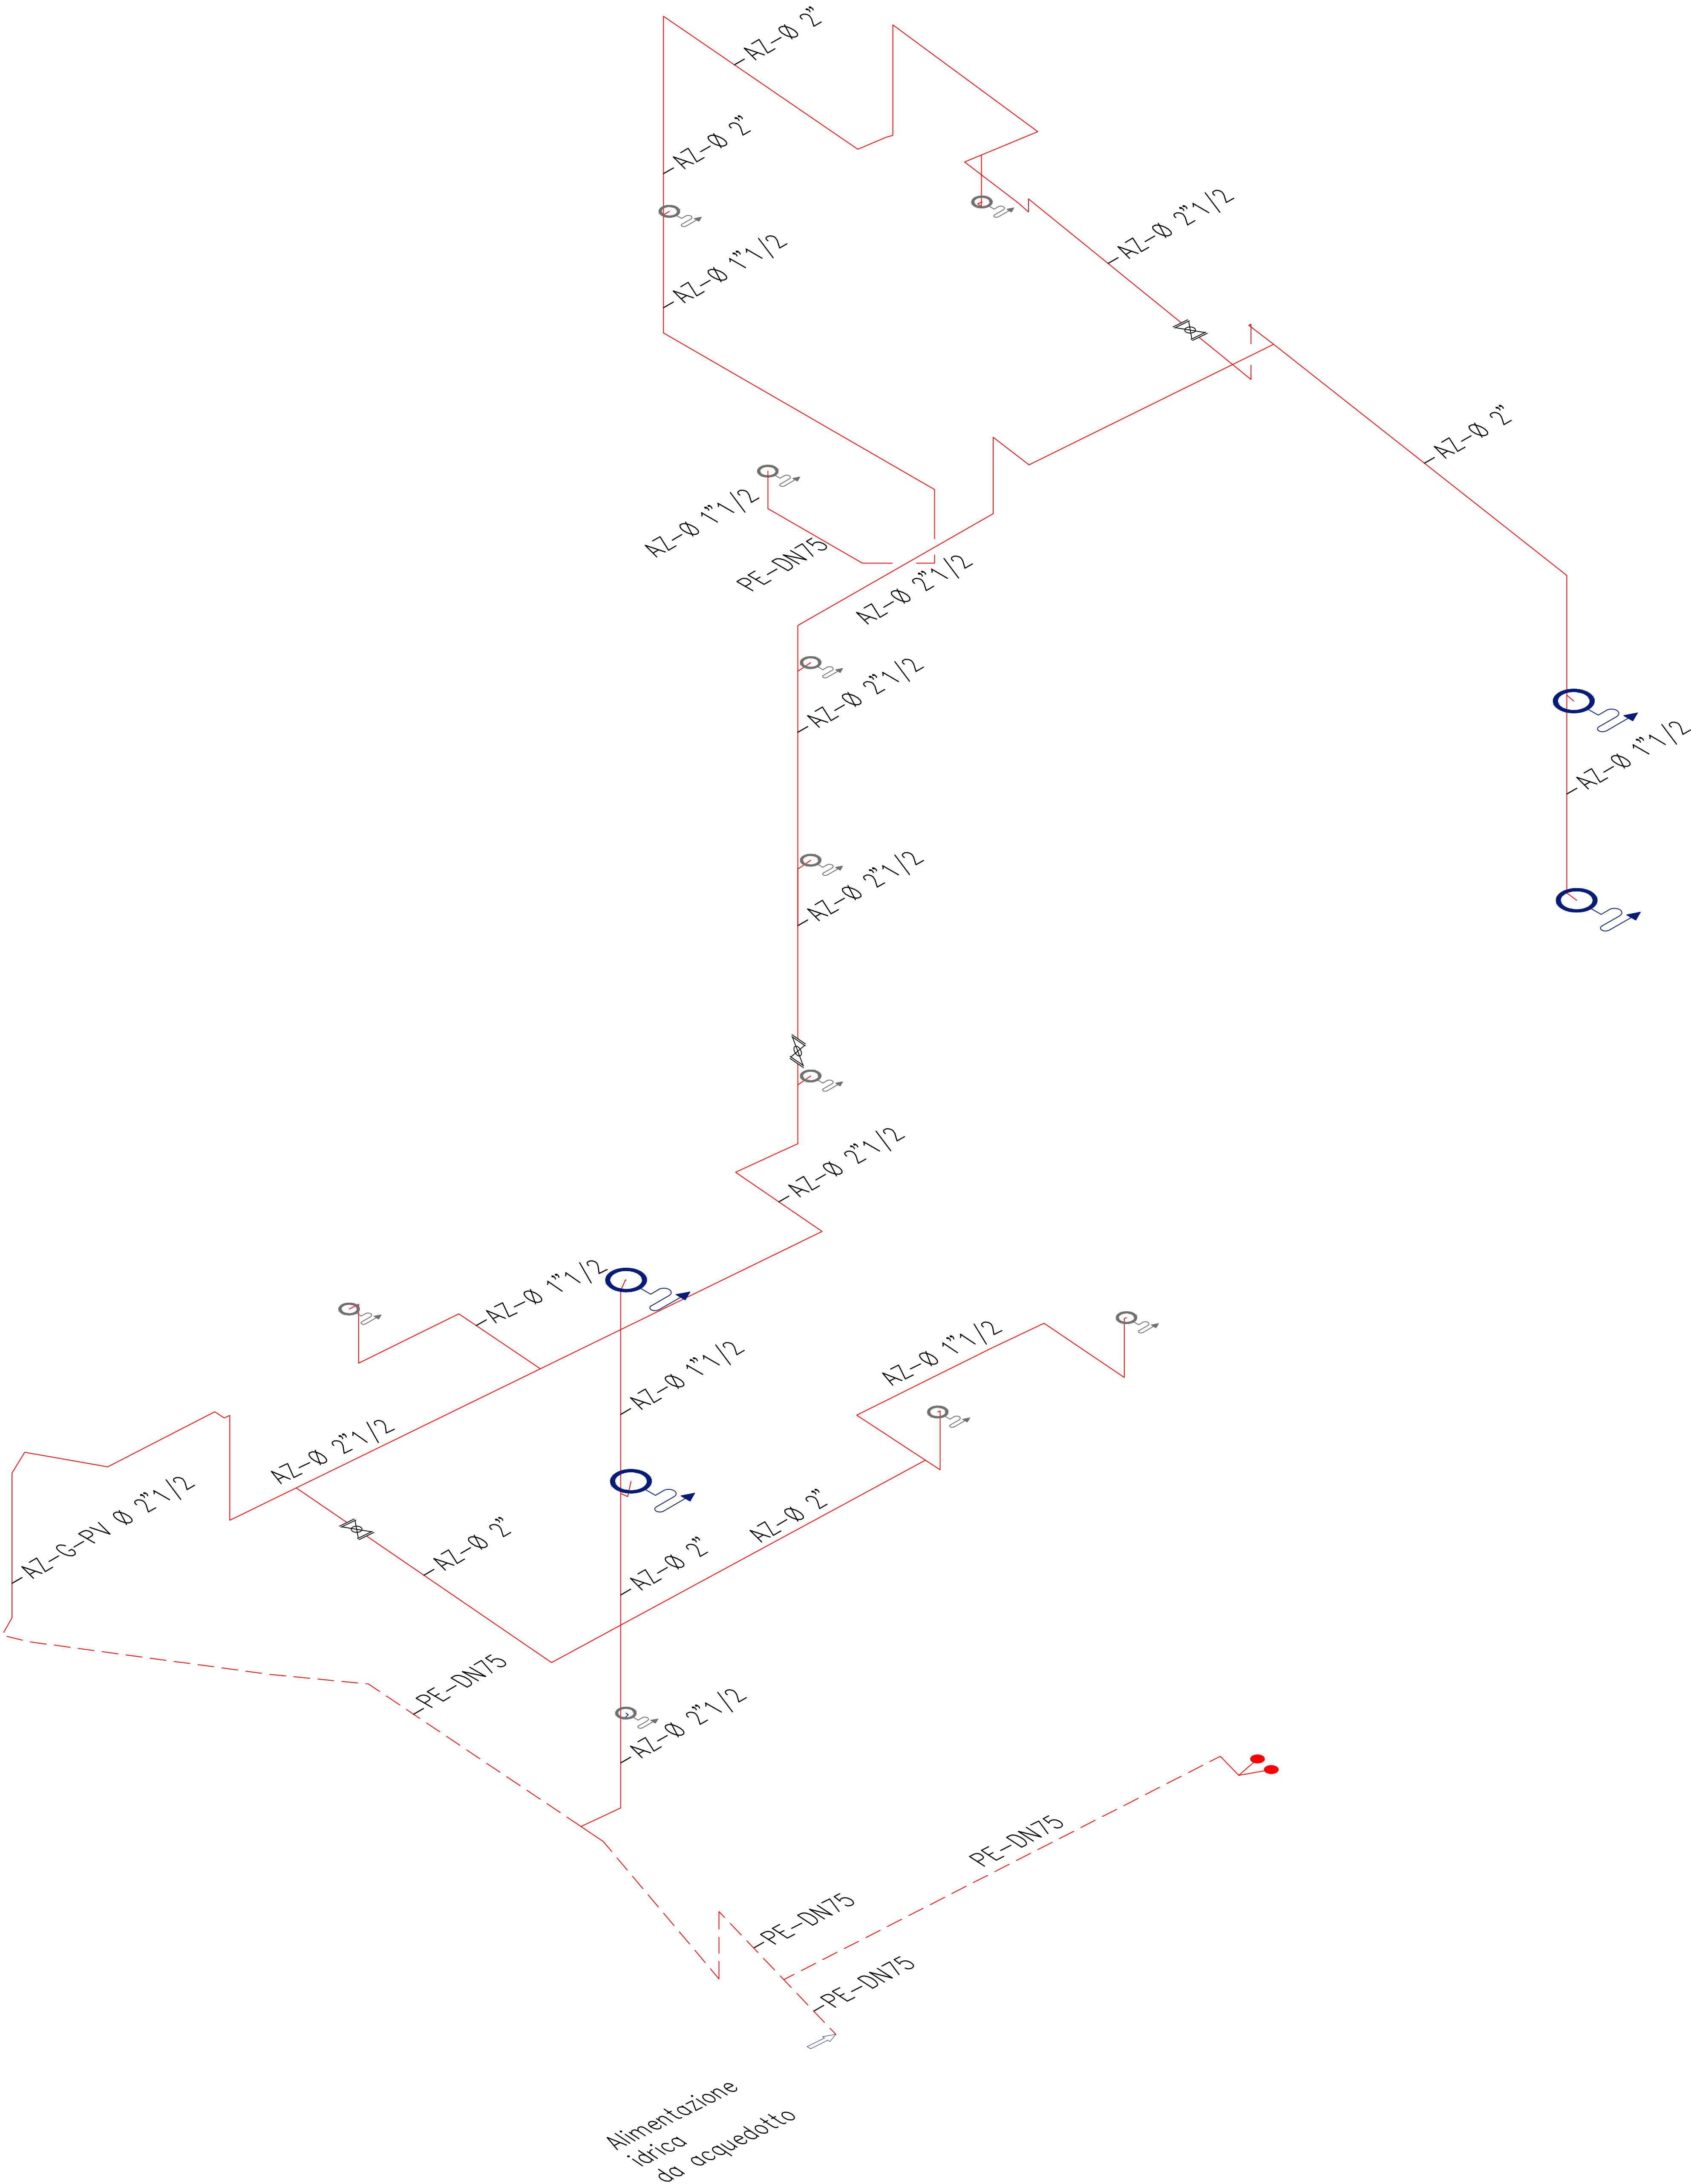 AZ-Ø 2"
AZ-Ø 2"
AZ-Ø 2"1/2
AZ-Ø 1"1/2
AZ-Ø 2"
AZ-Ø 1"1/2
PE-DN75
AZ-Ø 2"1/2
AZ-Ø 2"1/2
AZ-Ø 1"1/2
AZ-Ø 2"1/2
AZ-Ø 2"1/2
AZ-Ø 1"1/2
AZ-Ø 1"1/2
AZ-Ø 1"1/2
AZ-Ø 2"1/2
AZ-G-PN Ø 2"1/2
AZ-Ø 2"
AZ-Ø 2"
AZ-Ø 2"
PE-DN75
AZ-Ø 2"1/2
PE-DN75
PE-DN75
PE-DN75
Alimentazione
idrica
da acquedotto